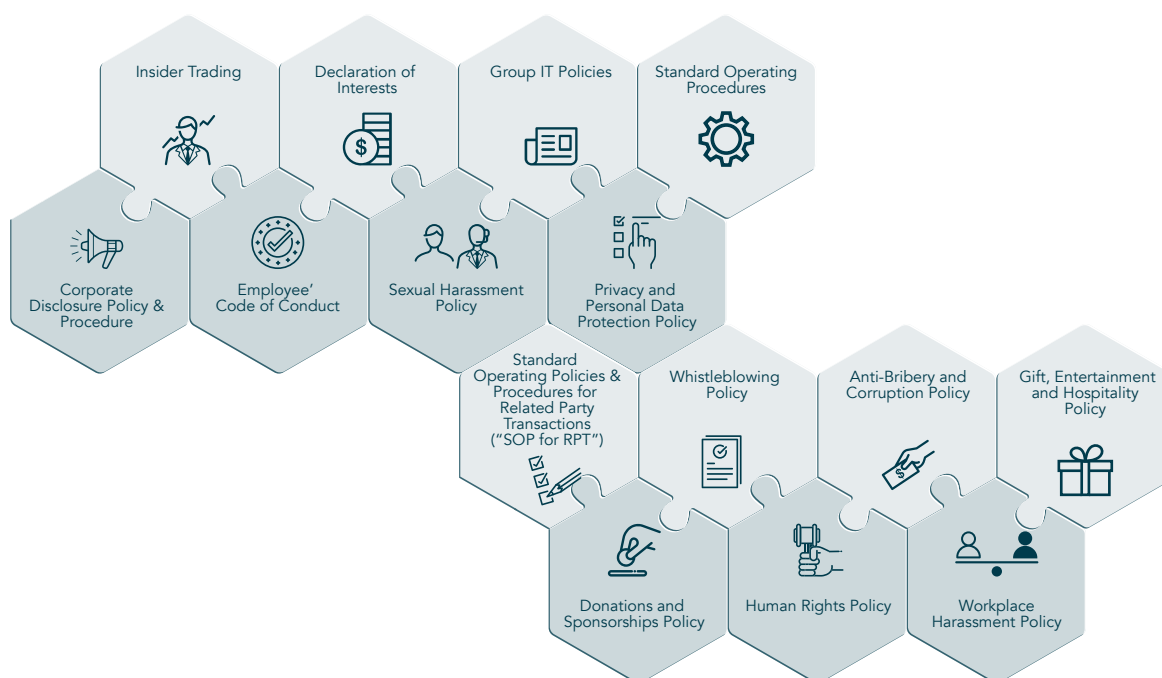 Insider Trading
Declaration of
Interests
Group IT Policies
Standard Operating
Procedures
$
Corporate
Disclosure Policy &
Procedure
Employee’
Code of Conduct
Sexual Harassment
Policy
Privacy and
Personal Data
Protection Policy
Standard
Operating Policies &
Procedures for
Related Party
Transactions
(“SOP for RPT”)
Whistleblowing
Policy
Anti-Bribery and
Corruption Policy
$
Gift, Entertainment
and Hospitality
Policy
Donations and
Sponsorships Policy
Human Rights Policy
Workplace
Harassment Policy